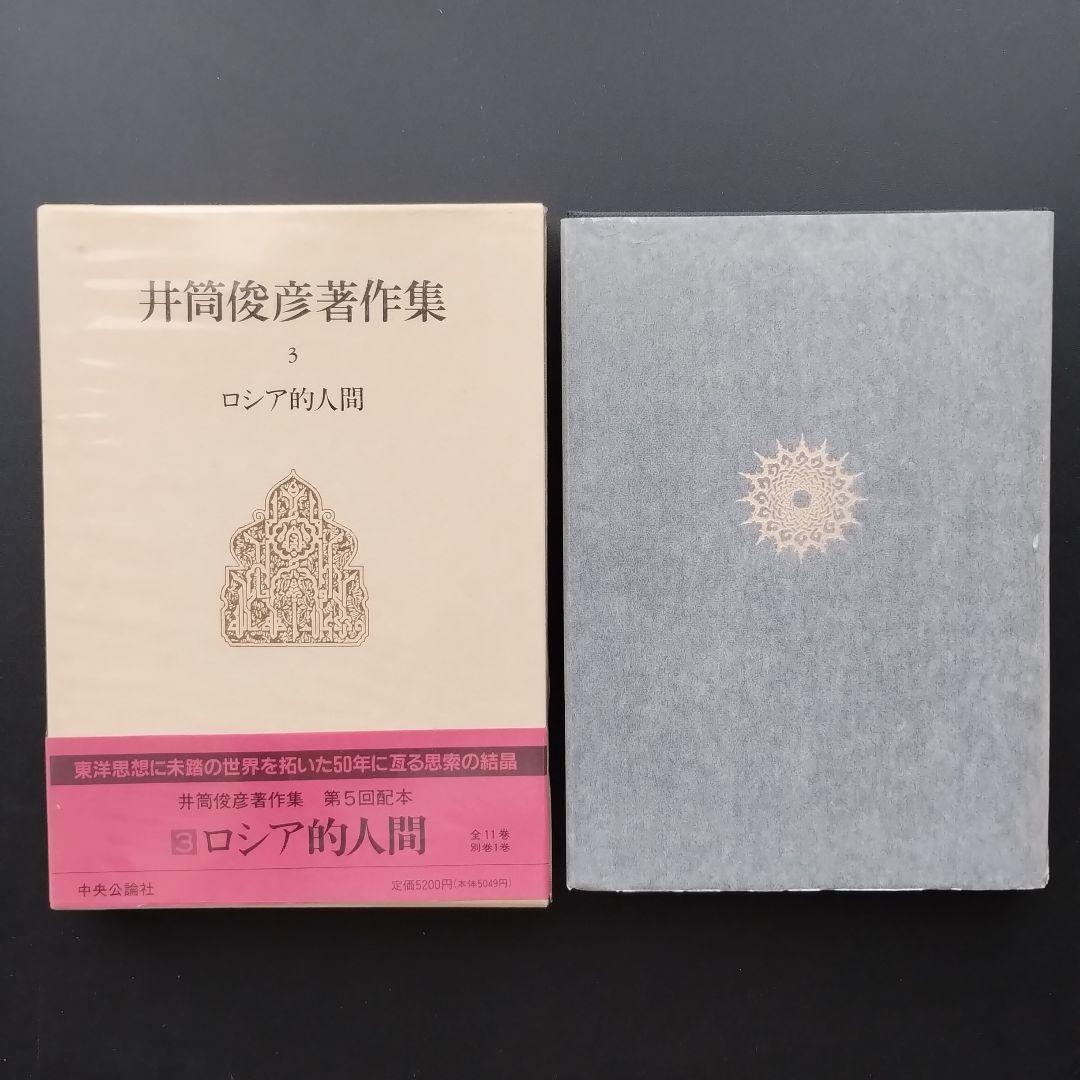 井筒俊彦著作集
3
ロシア的人間
東洋思想に未踏の世界を拓いた50年に亙る思索の結晶
井筒俊彦著作集 第5回配本
3 ロシア的人間
全11巻
別巻1巻
中央公論社 定価5200円(本体5049円)